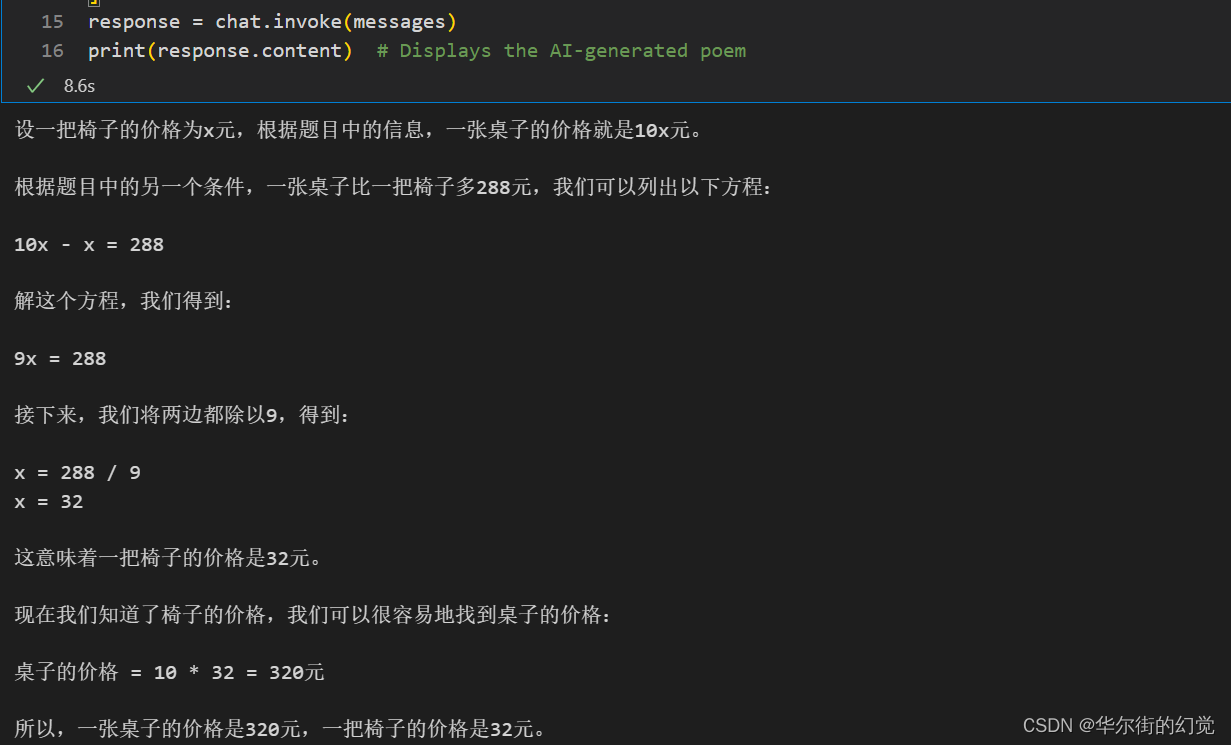 15 response = chat.invoke(messages)
16 print(response.content)  # Displays the AI-generated poem
8.6s
设一把椅子的价格为x元，根据题目中的信息，一张桌子的价格就是10x元。
根据题目中的另一个条件，一张桌子比一把椅子多288元，我们可以列出以下方程：
10x - x = 288
解这个方程，我们得到：
9x = 288
接下来，我们将两边都除以9，得到：
x = 288 / 9
x = 32
这意味着一把椅子的价格是32元。
现在我们知道了椅子的价格，我们可以很容易地找到桌子的价格：
桌子的价格 = 10 * 32 = 320元
所以，一张桌子的价格是320元，一把椅子的价格是32元。
CSDN @华尔街的幻觉